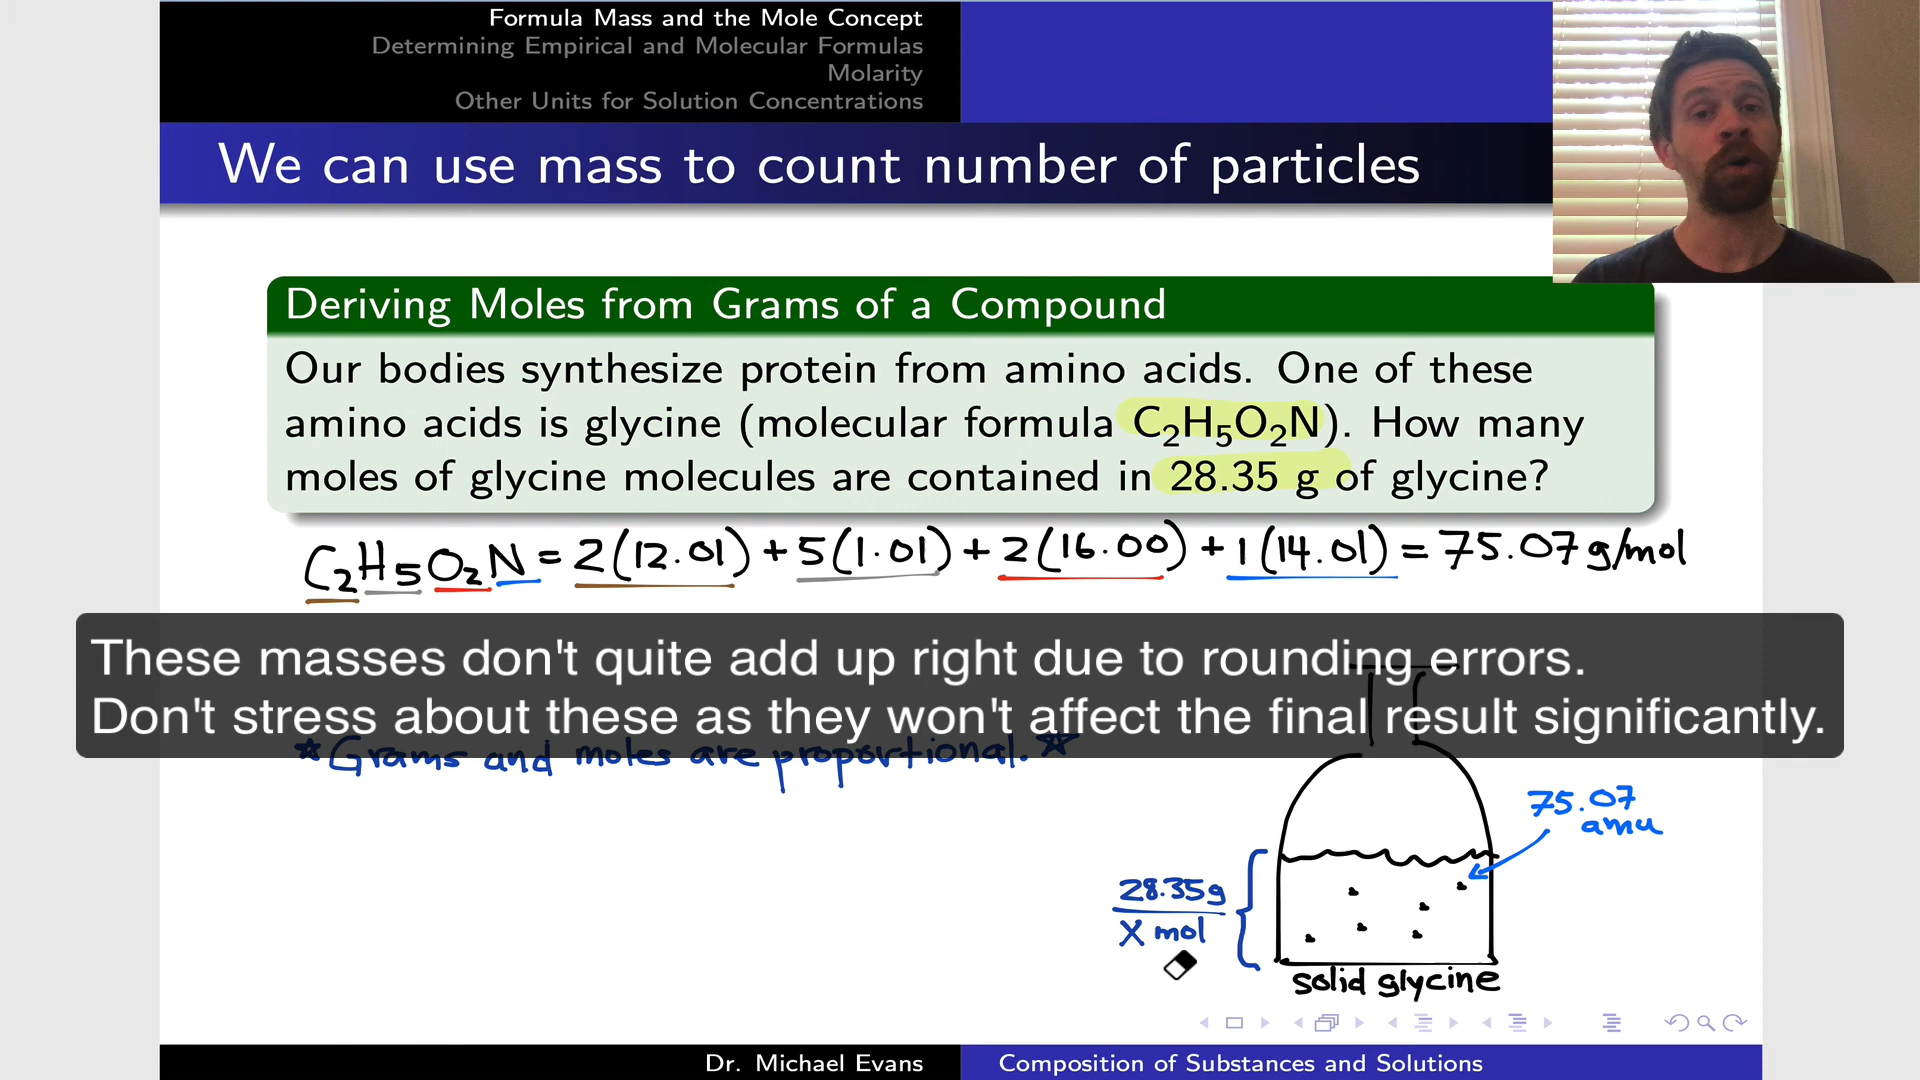 Formula Mass and the Mole Concept
Determining Empirical and Molecular Formulas
Molarity
Other Units for Solution Concentrations
We can use mass to count number of particles
Deriving Moles from Grams of a Compound
Our bodies synthesize protein from amino acids. One of these
amino acids is glycine (molecular formula C₂H₅O₂N). How many
moles of glycine molecules are contained in 28.35 g of glycine?
C₂H₅O₂N = 2(12.01) + 5(1.01) + 2(16.00) + 1(14.01) = 75.07 g/mol
These masses don't quite add up right due to rounding errors.
Don't stress about these as they won't affect the final result significantly.
*Grams and moles are proportional.*
75.07
amu
28.35g
X mol
solid glycine
Dr. Michael Evans
Composition of Substances and Solutions